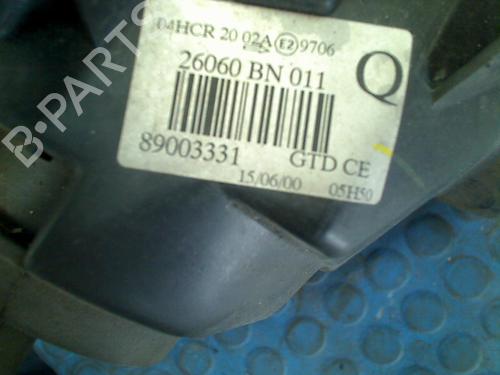 04HCR 20 02A E2 9706
26060 BN 011
Q
89003331 GTD CE
15/06/00 05H50
B-PARTS